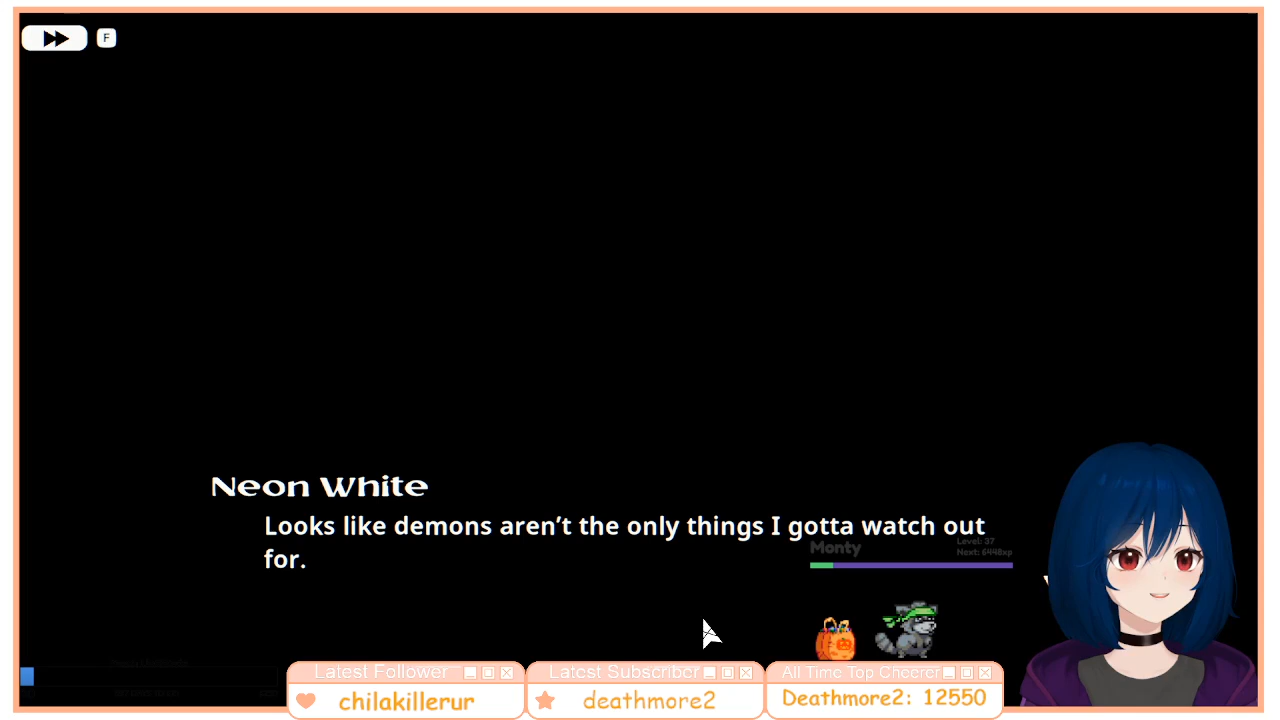 F
Neon White
Looks like demons aren't the only things I gotta watch out
for.
Monty
Level: 37
Next: 6448xp
Latest Follower
Latest Subscriber
All Time Top Cheerer
chilakillerur
deathmore2
Deathmore2: 12550